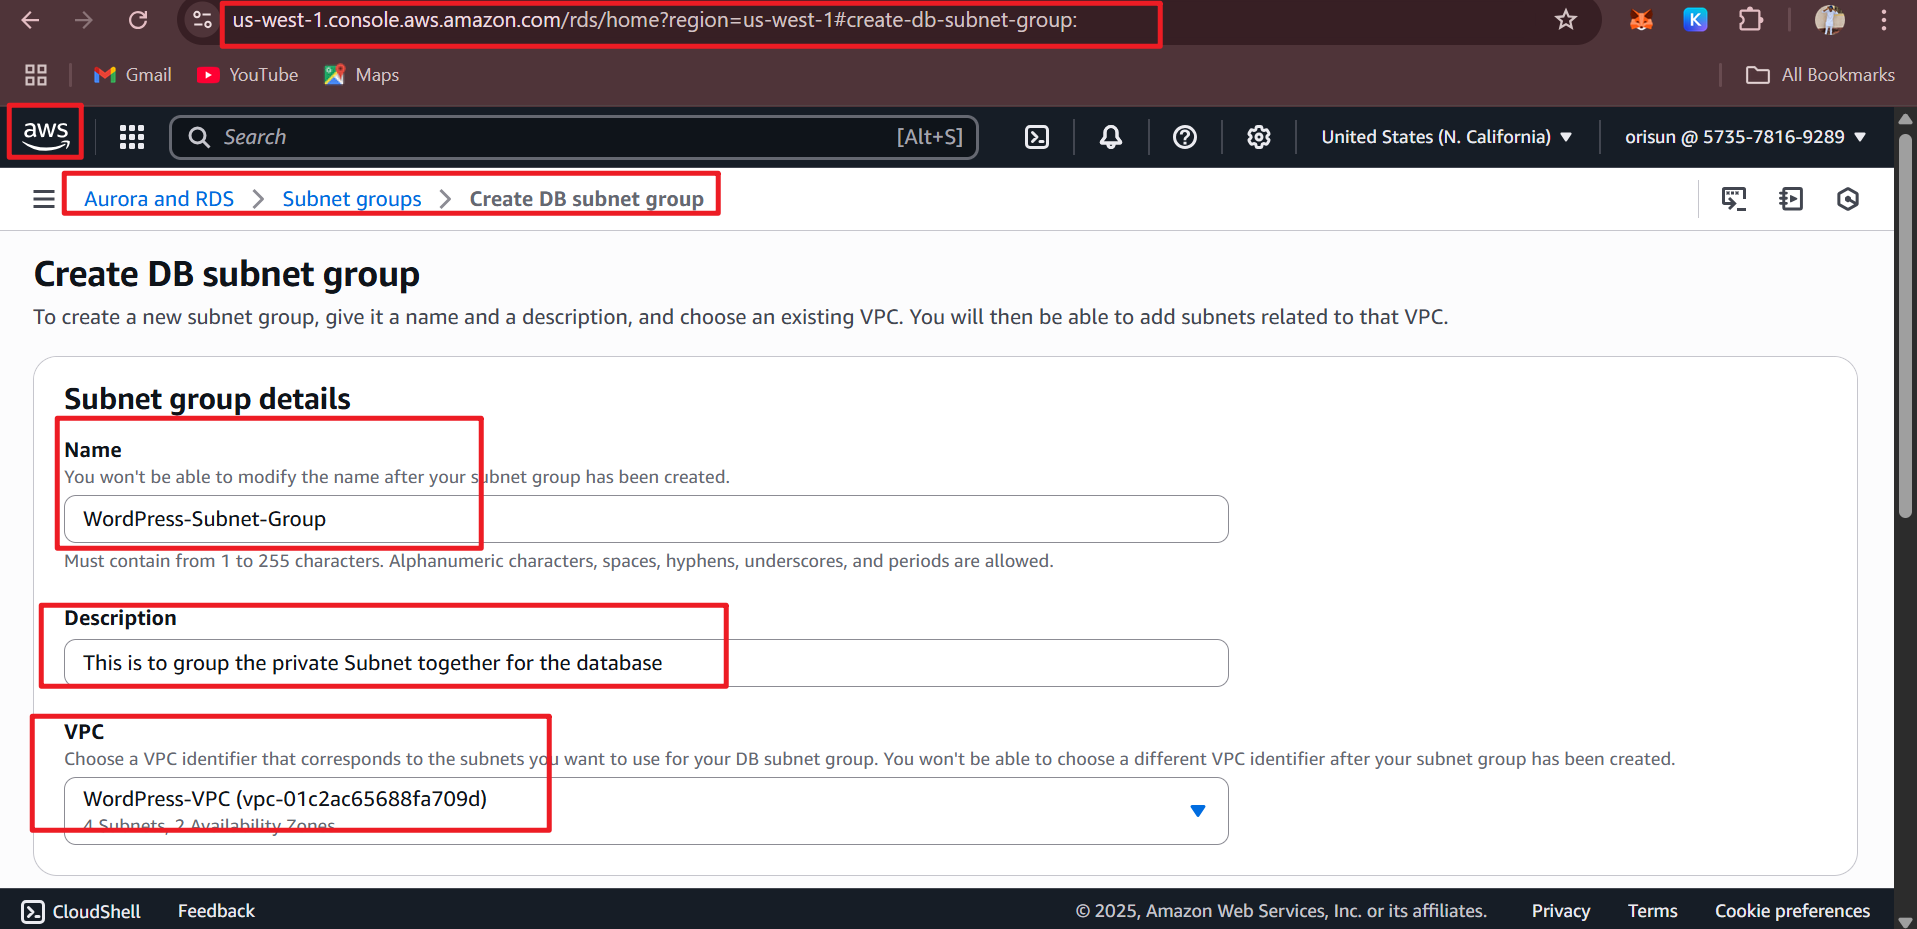 us-west-1.console.aws.amazon.com/rds/home?region=us-west-1#create-db-subnet-group:
K
Gmail
YouTube
Maps
All Bookmarks
aws
Search
[Alt+S]
United States (N. California)
orisun @ 5735-7816-9289
Aurora and RDS
Subnet groups
Create DB subnet group
Create DB subnet group
To create a new subnet group, give it a name and a description, and choose an existing VPC. You will then be able to add subnets related to that VPC.
Subnet group details
Name
You won't be able to modify the name after your subnet group has been created.
WordPress-Subnet-Group
Must contain from 1 to 255 characters. Alphanumeric characters, spaces, hyphens, underscores, and periods are allowed.
Description
This is to group the private Subnet together for the database
VPC
Choose a VPC identifier that corresponds to the subnets you want to use for your DB subnet group. You won't be able to choose a different VPC identifier after your subnet group has been created.
WordPress-VPC (vpc-01c2ac65688fa709d)
4 Subnets, 2 Availability Zones
CloudShell
Feedback
© 2025, Amazon Web Services, Inc. or its affiliates.
Privacy
Terms
Cookie preferences